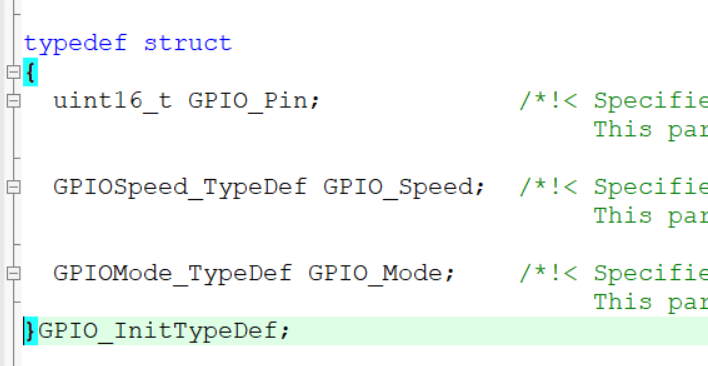 typedef struct
{
  uint16_t GPIO_Pin;             /*!< Specifie
                                      This par
  GPIOSpeed_TypeDef GPIO_Speed;  /*!< Specifie
                                      This par
  GPIOMode_TypeDef GPIO_Mode;    /*!< Specifie
                                      This par
}GPIO_InitTypeDef;